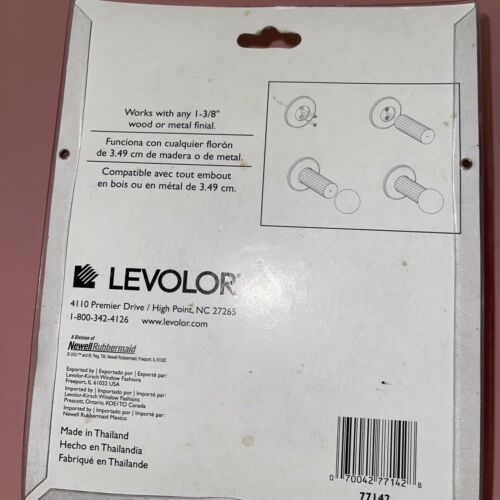 Works with any 1-3/8"
wood or metal finial.
Funciona con cualquier florón
de 3.49 cm de madera o de metal.
Compatible avec tout embout
en bois ou en métal de 3.49 cm.
LEVOLOR®
4110 Premier Drive / High Point, NC 27265
1-800-342-4126 www.levolor.com
A Division of
NewellRubbermaid
Exported by | Exportado por | Exporté par:
Levolor-Kirsch Window Fashions
Freeport, IL 61032 USA
Imported by | Importado por | Importé par:
Levolor-Kirsch Window Fashions
Prescott, Ontario, K0E1T0 Canada
Imported by | Importado por | Importé par:
Newell Rubbermaid Mexico
Made in Thailand
Hecho en Thailandia
Fabriqué en Thaïlande
0 70042 77142 8
77142